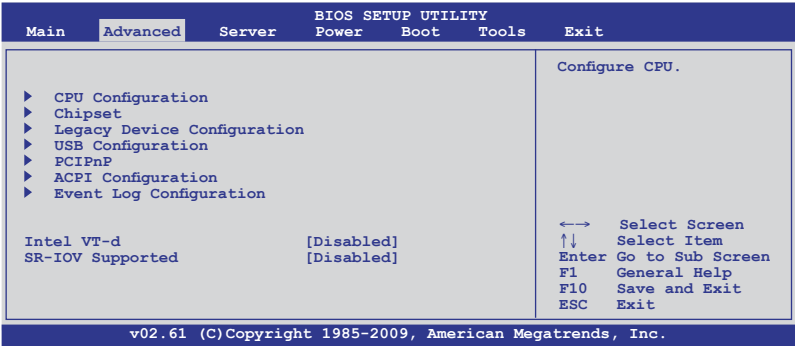 BIOS SETUP UTILITY
Main Advanced Server Power Boot Tools Exit
Configure CPU.
CPU Configuration
Chipset
Legacy Device Configuration
USB Configuration
PCIPnP
ACPI Configuration
Event Log Configuration
Intel VT-d [Disabled]
SR-IOV Supported [Disabled]
←→ Select Screen
↑↓ Select Item
Enter Go to Sub Screen
F1 General Help
F10 Save and Exit
ESC Exit
v02.61 (C)Copyright 1985-2009, American Megatrends, Inc.